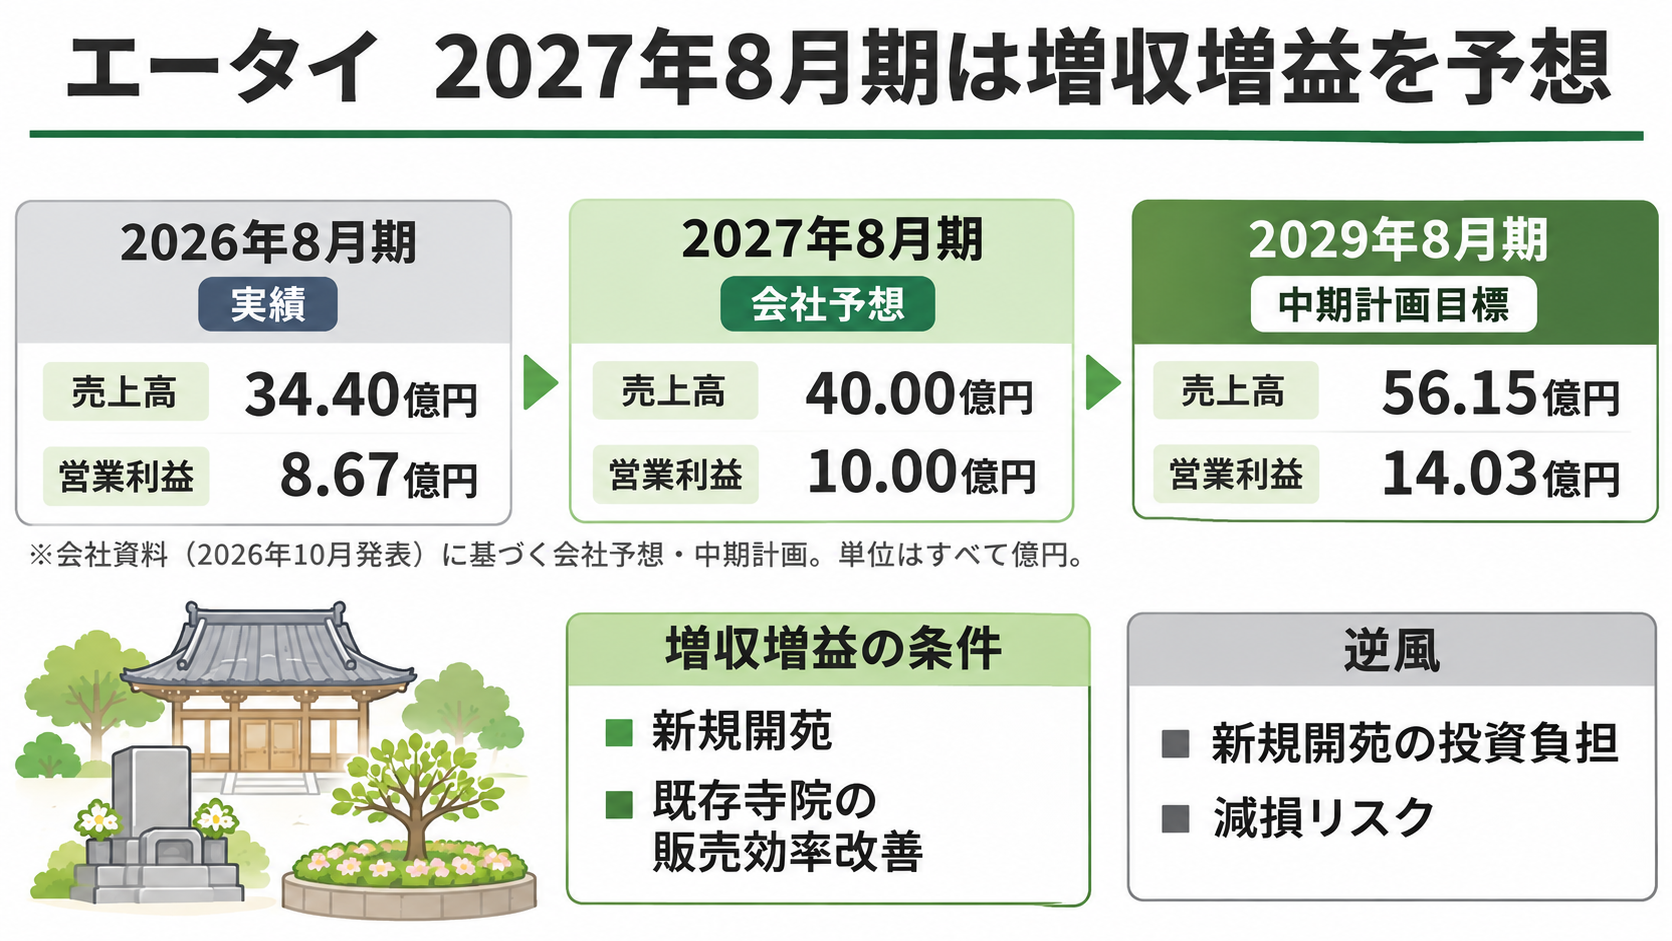 エータイ 2027年8月期は増収増益を予想
2026年8月期
実績
売上高 34.40億円
営業利益 8.67億円
2027年8月期
会社予想
売上高 40.00億円
営業利益 10.00億円
2029年8月期
中期計画目標
売上高 56.15億円
営業利益 14.03億円
※会社資料（2026年10月発表）に基づく会社予想・中期計画。単位はすべて億円。
増収増益の条件
新規開苑
既存寺院の
販売効率改善
逆風
新規開苑の投資負担
減損リスク